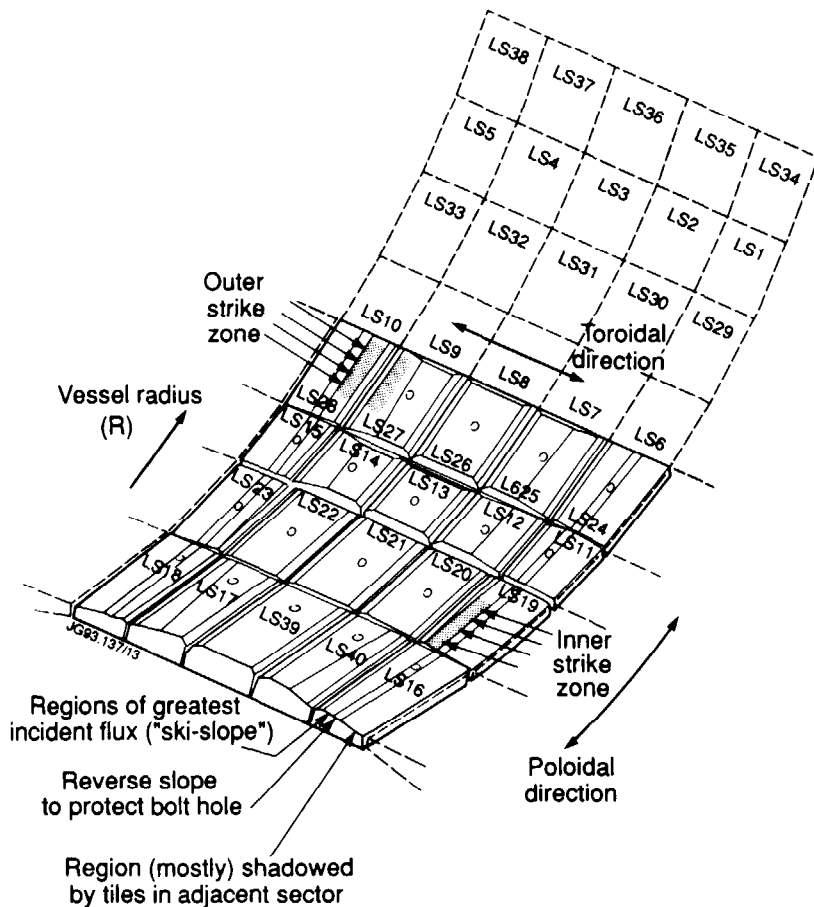 LS38
LS37
LS36
LS35
LS34
LS5
LS4
LS3
LS2
LS1
LS33
LS32
LS31
LS30
LS29
Outer
strike
zone
LS10
LS9
LS8
LS7
LS6
Toroidal
direction
Vessel radius
(R)
LS28
LS27
LS26
L625
LS24
LS15
LS14
LS13
LS12
LS11
LS23
LS22
LS21
LS20
LS19
LS18
LS17
LS39
LS40
LS16
JG93.137/13
Inner
strike
zone
Poloidal
direction
Regions of greatest
incident flux ("ski-slope")
Reverse slope
to protect bolt hole
Region (mostly) shadowed
by tiles in adjacent sector